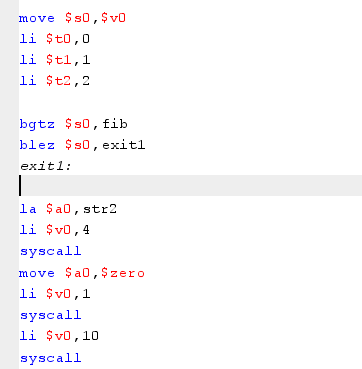 move $s0,$v0
li $t0,0
li $t1,1
li $t2,2
bgtz $s0,fib
blez $s0,exit1
exit1:
la $a0,str2
li $v0,4
syscall
move $a0,$zero
li $v0,1
syscall
li $v0,10
syscall